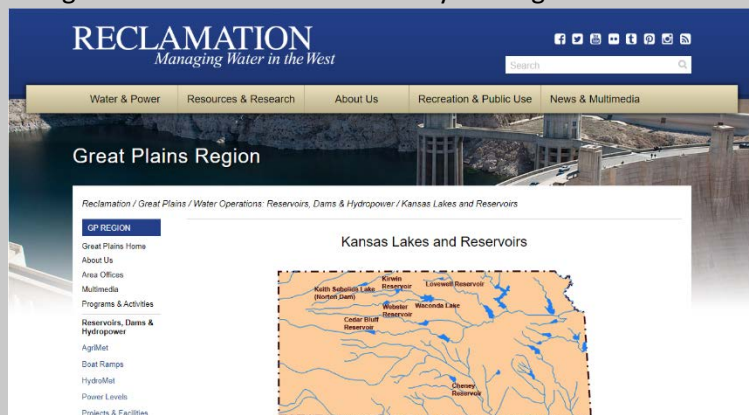 RECLAMATION
Managing Water in the West
Search
Water & Power Resources & Research About Us Recreation & Public Use News & Multimedia
Great Plains Region
Reclamation / Great Plains / Water Operations: Reservoirs, Dams & Hydropower / Kansas Lakes and Reservoirs
GP REGION
Great Plains Home
About Us
Area Offices
Multimedia
Programs & Activities
Reservoirs, Dams &
Hydropower
AgriMet
Boat Ramps
HydroMet
Power Levels
Projects & Facilities
Kansas Lakes and Reservoirs
Keith Sebelius Lake
(Norton Dam)
Kirwin
Reservoir
Lovewell Reservoir
Webster
Reservoir
Waconda Lake
Cedar Bluff
Reservoir
Cheney
Reservoir